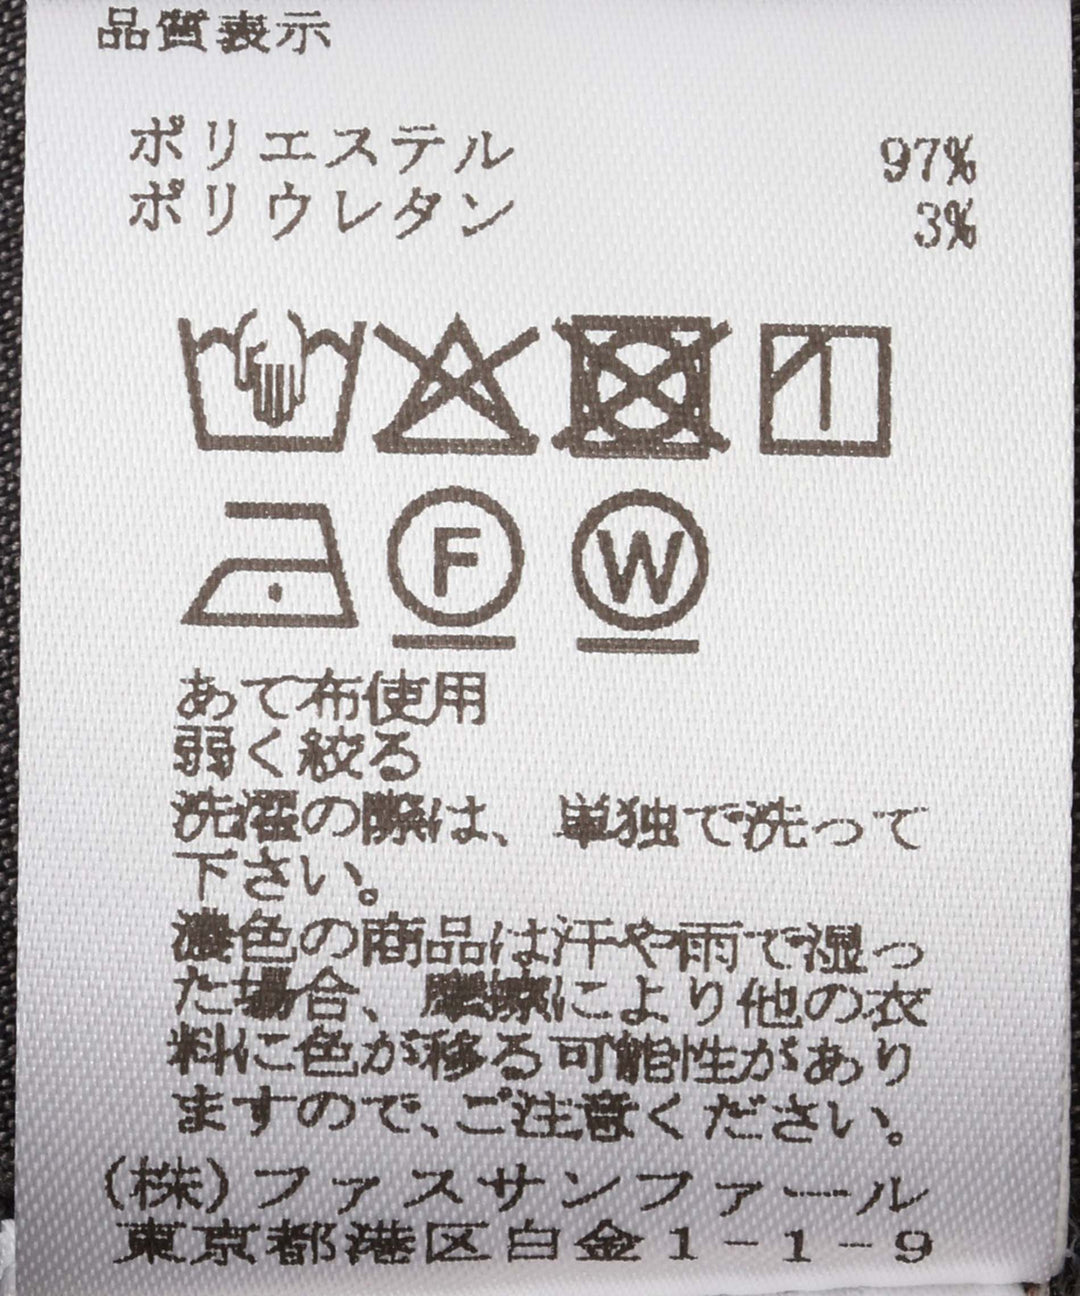 品質表示
ポリエステル 97%
ポリウレタン 3%
F W
あて布使用
弱く絞る
洗濯の際は、単独で洗って
下さい。
濃色の商品は汗や雨で湿っ
た場合、摩擦により他の衣
料に色が移る可能性があり
ますので、ご注意ください。
(株)ファスサンファール
東京都港区白金1-1-9